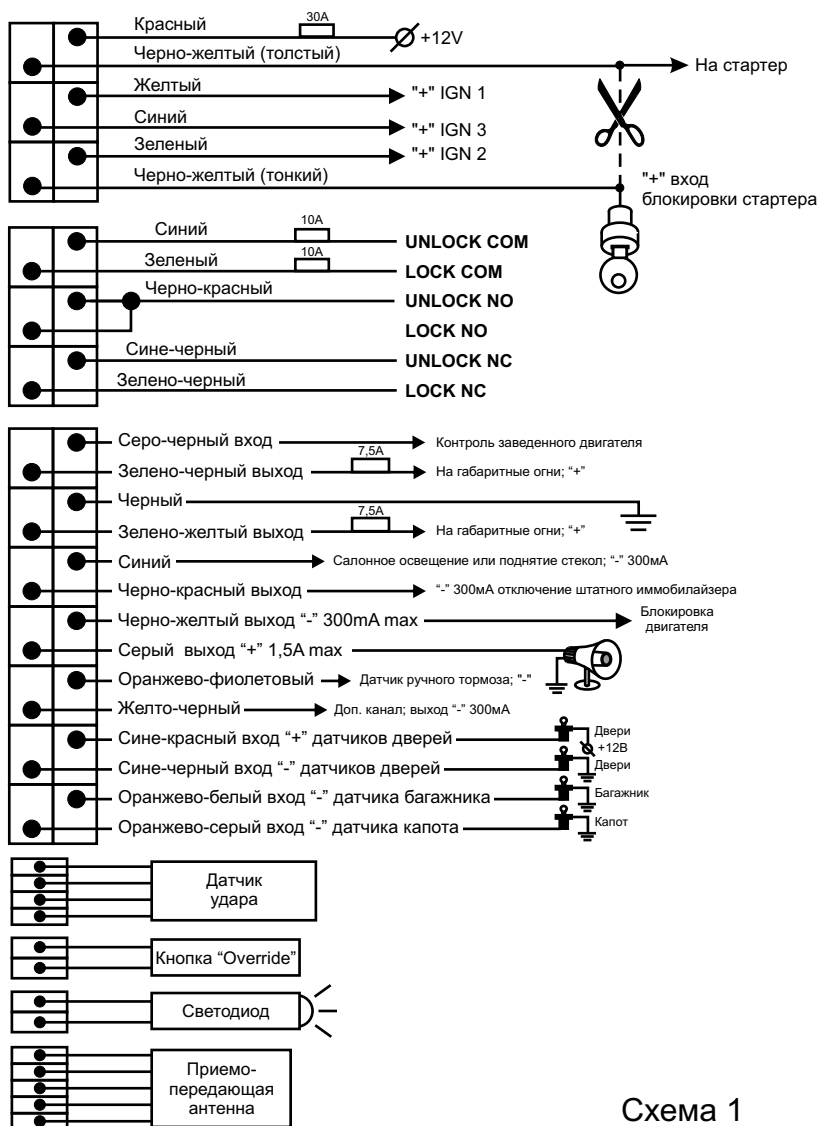 Красный 30А +12V
Черно-желтый (толстый) На стартер
Желтый "+" IGN 1
Синий "+" IGN 3
Зеленый "+" IGN 2
Черно-желтый (тонкий)
"+" вход
блокировки стартера
Синий 10А UNLOCK COM
Зеленый 10А LOCK COM
Черно-красный UNLOCK NO
LOCK NO
Сине-черный UNLOCK NC
Зелено-черный LOCK NC
Серо-черный вход Контроль заведенного двигателя
Зелено-черный выход 7,5А На габаритные огни; “+”
Черный
Зелено-желтый выход 7,5А На габаритные огни; “+”
Синий Салонное освещение или поднятие стекол; “-” 300мА
Черно-красный выход “-” 300мА отключение штатного иммобилайзера
Черно-желтый выход “-” 300mA max Блокировка
двигателя
Серый выход “+” 1,5A max
Оранжево-фиолетовый Датчик ручного тормоза; "-"
Желто-черный Доп. канал; выход “-” 300мА
Сине-красный вход “+” датчиков дверей Двери
+12В
Сине-черный вход “-” датчиков дверей Двери
Оранжево-белый вход “-” датчика багажника Багажник
Оранжево-серый вход “-” датчика капота Капот
Датчик
удара
Кнопка “Override”
Светодиод
Приемо-
передающая
антенна
Схема 1